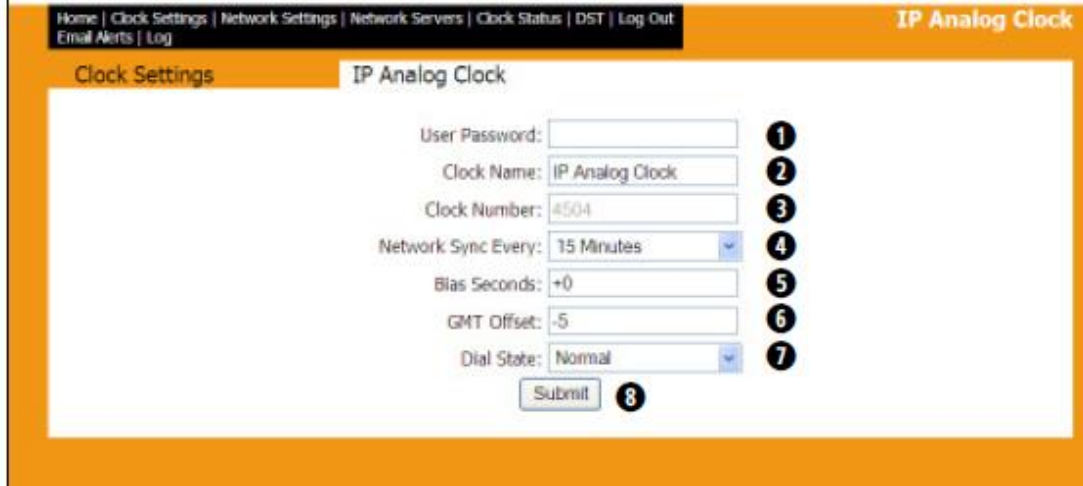 Home | Clock Settings | Network Settings | Network Servers | Clock Status | DST | Log Out
Email Alerts | Log
IP Analog Clock
Clock Settings
IP Analog Clock
User Password: 1
Clock Name: IP Analog Clock 2
Clock Number: 4504 3
Network Sync Every: 15 Minutes 4
Bias Seconds: +0 5
GMT Offset: -5 6
Dial State: Normal 7
Submit 8